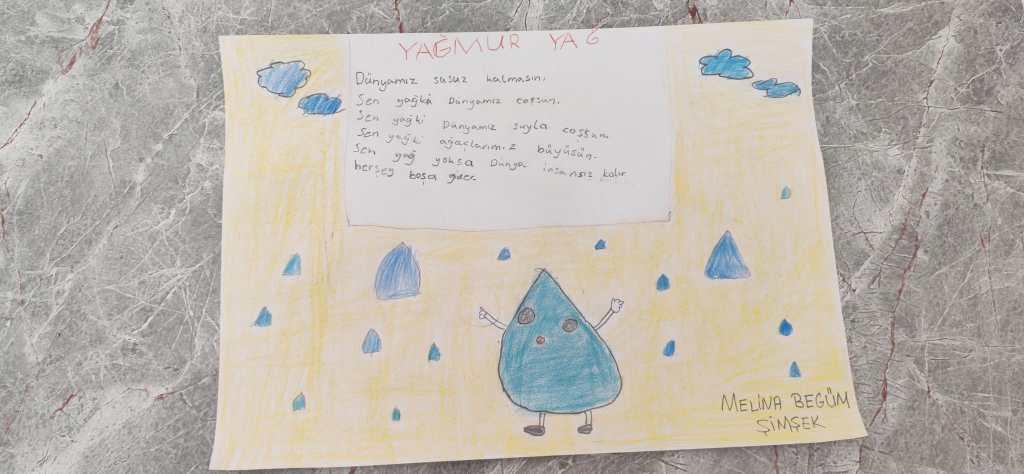 YAĞMUR YAĞ
Dünyamız susuz kalmasın.
Sen yağki Dünyamız coşsun.
Sen yağki Dünyamız suyla coşsun.
Sen yağki ağaçlarımız büyüsün.
Sen yağ yoksa Dünya insansız kalır
herşey boşa gider.
MELİNA BEGÜM
ŞİMŞEK